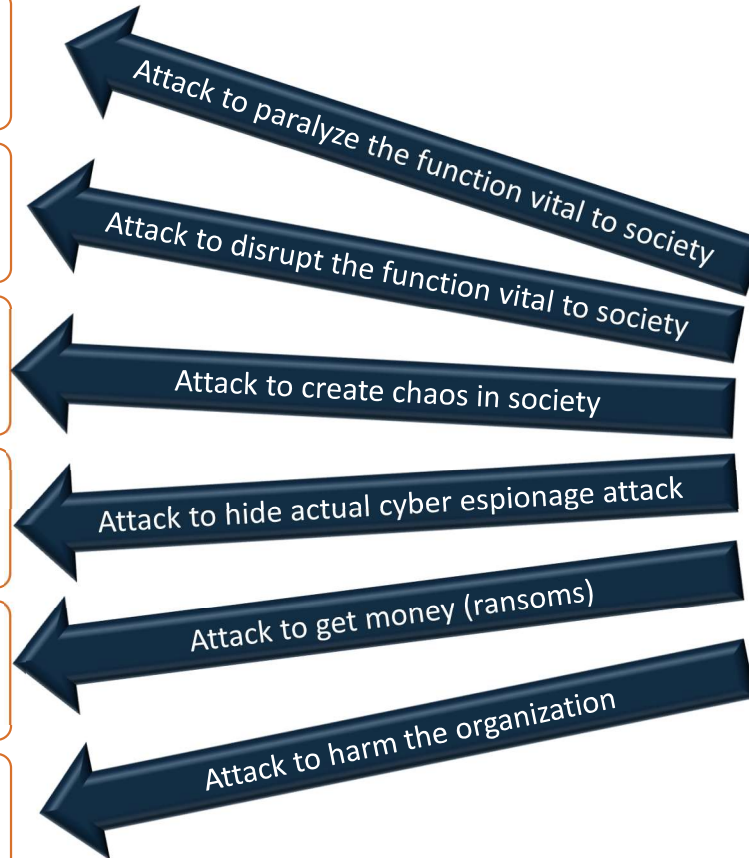 Attack to paralyze the function vital to society
Attack to disrupt the function vital to society
Attack to create chaos in society
Attack to hide actual cyber espionage attack
Attack to get money (ransoms)
Attack to harm the organization